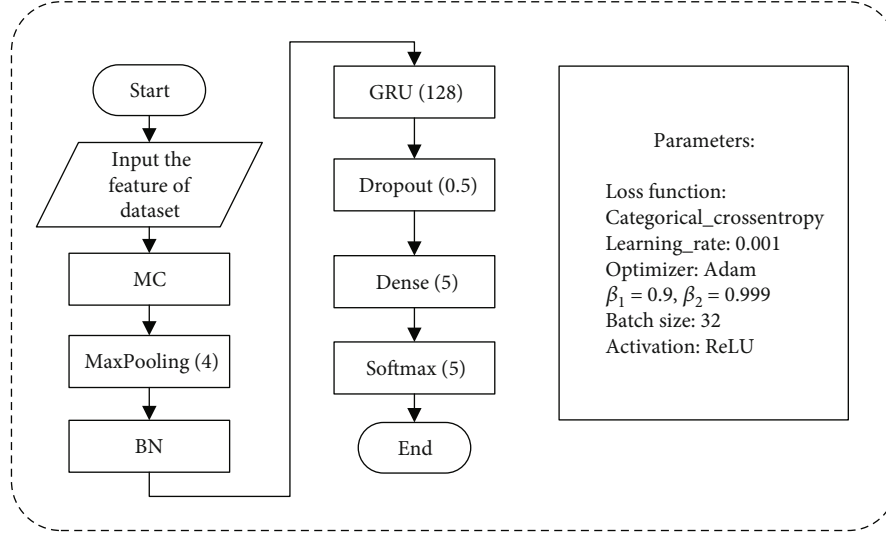 Start
Input the
feature of
dataset
MC
MaxPooling (4)
BN
GRU (128)
Dropout (0.5)
Dense (5)
Softmax (5)
End
Parameters:
Loss function:
Categorical_crossentropy
Learning_rate: 0.001
Optimizer: Adam
β₁ = 0.9, β₂ = 0.999
Batch size: 32
Activation: ReLU